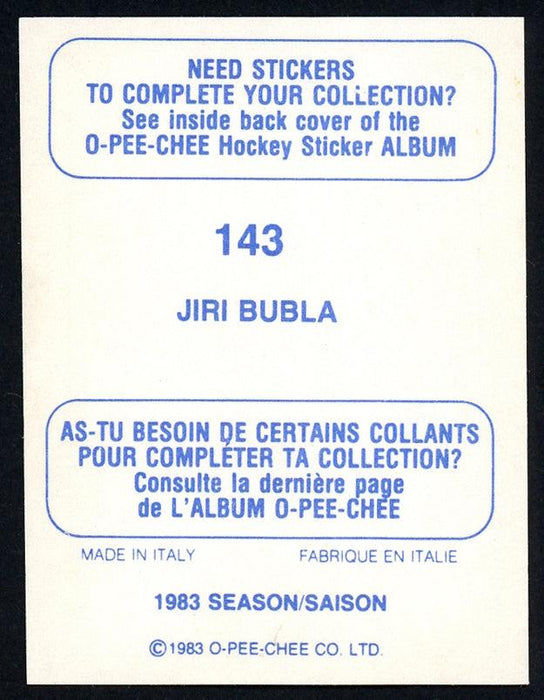 NEED STICKERS
TO COMPLETE YOUR COLLECTION?
See inside back cover of the
O-PEE-CHEE Hockey Sticker ALBUM
143
JIRI BUBLA
AS-TU BESOIN DE CERTAINS COLLANTS
POUR COMPLÉTER TA COLLECTION?
Consulte la dernière page
de L'ALBUM O-PEE-CHEE
MADE IN ITALY FABRIQUE EN ITALIE
1983 SEASON/SAISON
©1983 O-PEE-CHEE CO. LTD.